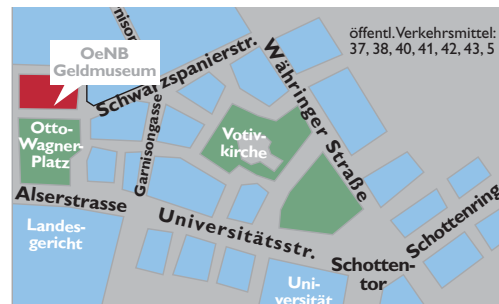 Garnisong
öffentl. Verkehrsmittel:
37, 38, 40, 41, 42, 43, 5
OeNB
Geldmuseum
Schwarzspanierstr.
Währinger Straße
Otto-
Wagner-
Platz
Garnisongasse
Votiv-
kirche
Alserstrasse
Universitätsstr.
Landes-
gericht
Schottenring
Schotten-
tor
Uni-
versität